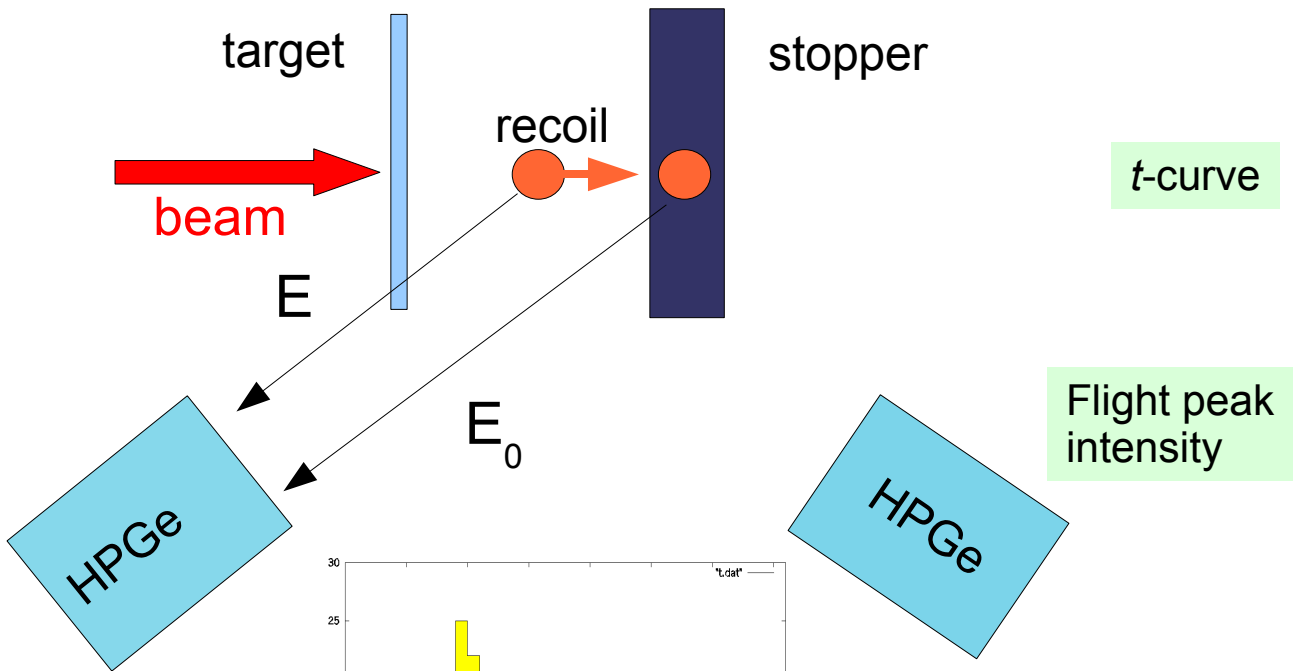 target
stopper
recoil
beam
t-curve
E
E0
Flight peak
intensity
HPGe
HPGe
30
"t.dat"
25